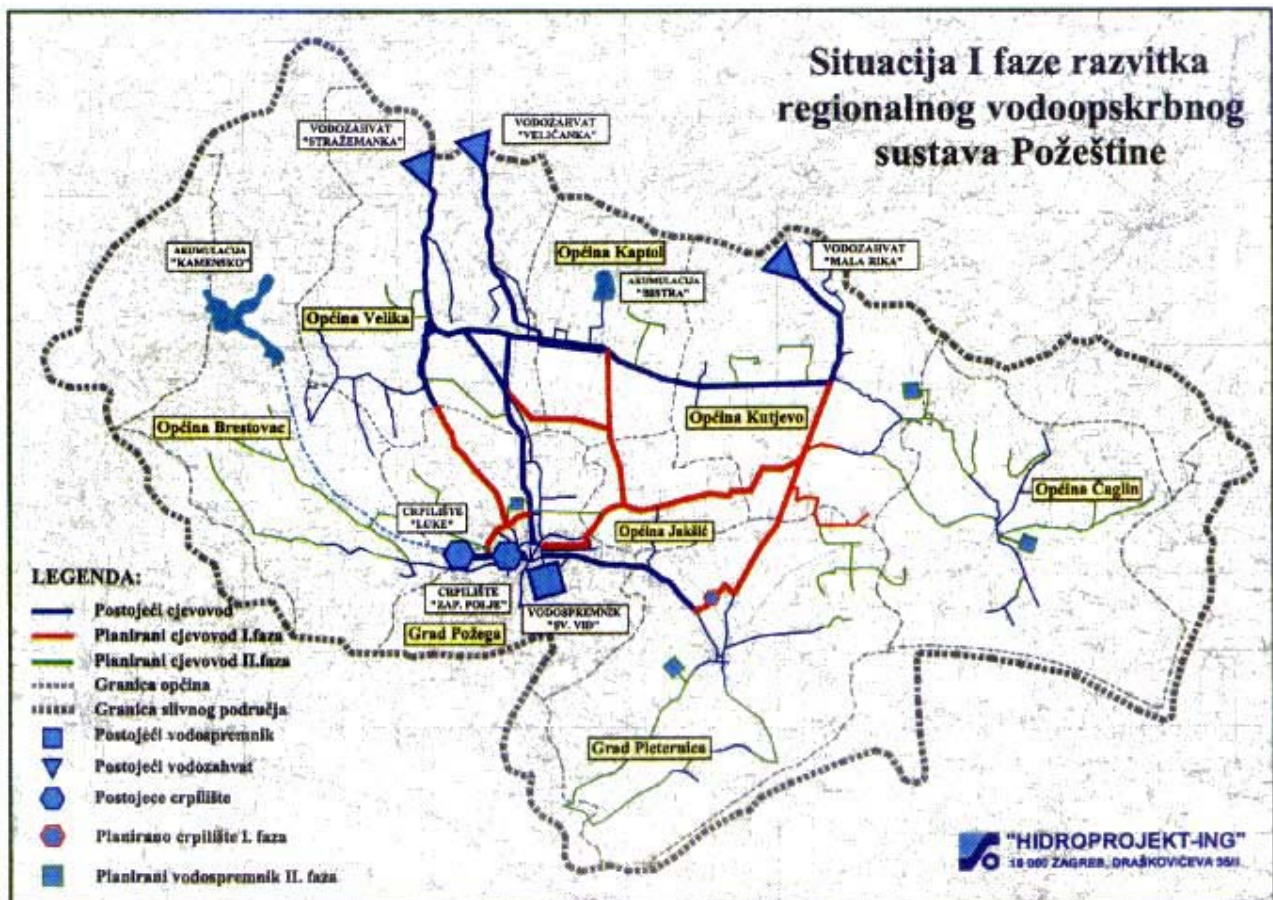 Situacija I faze razvitka
regionalnog vodoopskrbnog
sustava Požeštine
VODOZAHVAT
"STRAŽEMANKA"
VODOZAHVAT
"VELIČANKA"
AKUMULACIJA
"KAMENSKO"
Općina Kaptol
AKUMULACIJA
"BISTRA"
VODOZAHVAT
"MALA RIKA"
Općina Velika
Općina Brestovac
Općina Kutjevo
Općina Čaglin
CRPILIŠTE
"LUKE"
Općina Jakšić
CRPILIŠTE
"ZAP. POLJE"
VODOSPREMNIK
"SV. VID"
Grad Požega
Grad Pleternica
LEGENDA:
Postojeći cjevovod
Planirani cjevovod I.faza
Planirani cjevovod II.faza
Granica općina
Granica slivnog područja
Postojeći vodospremnik
Postojeći vodozahvat
Postojece crpilište
Planirano crpilište I. faza
Planirani vodospremnik II. faza
"HIDROPROJEKT-ING"
10 000 ZAGREB, DRAŠKOVIĆEVA 35/II